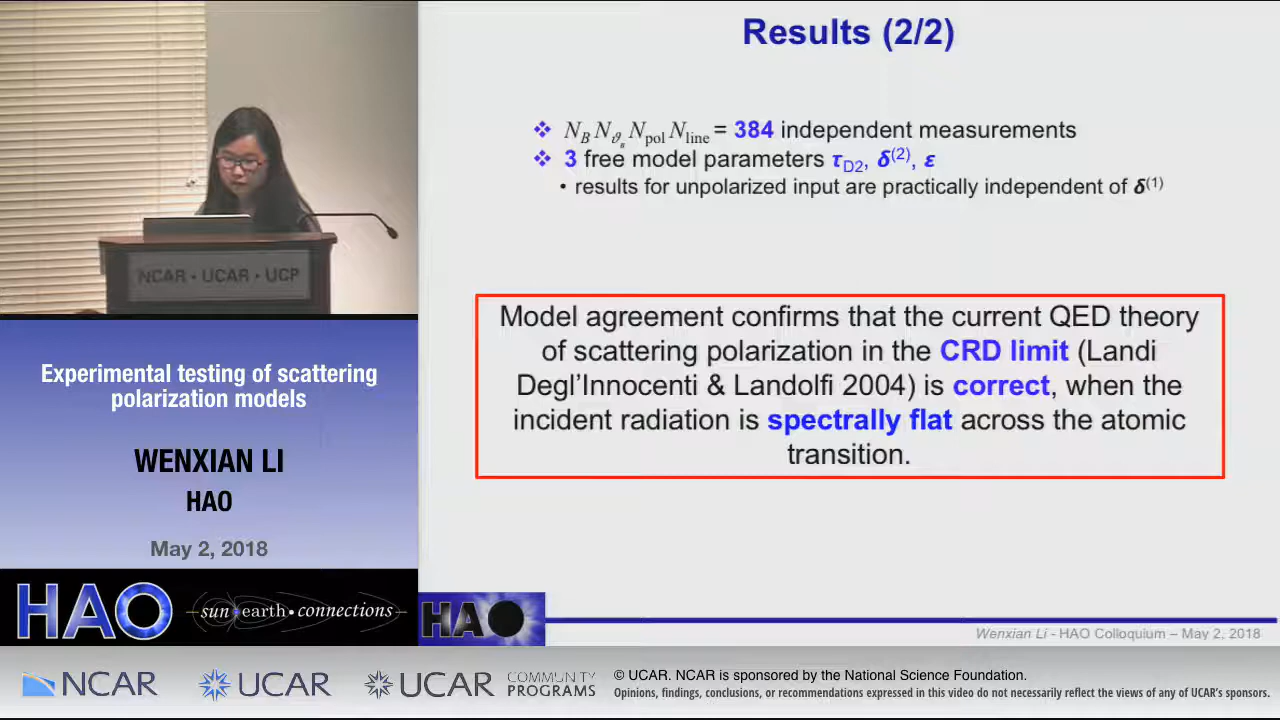 Results (2/2)
❖ N_B N_ϑ_B N_pol N_line = 384 independent measurements
❖ 3 free model parameters τ_D2, δ^(2), ε
• results for unpolarized input are practically independent of δ^(1)
Model agreement confirms that the current QED theory
of scattering polarization in the CRD limit (Landi
Degl'Innocenti & Landolfi 2004) is correct, when the
incident radiation is spectrally flat across the atomic
transition.
HAO
Wenxian Li - HAO Colloquium – May 2, 2018
NCAR • UCAR • UCP
Experimental testing of scattering
polarization models
WENXIAN LI
HAO
May 2, 2018
HAO
sun•earth•connections
NCAR
UCAR
UCAR
COMMUNITY
PROGRAMS
© UCAR. NCAR is sponsored by the National Science Foundation.
Opinions, findings, conclusions, or recommendations expressed in this video do not necessarily reflect the views of any of UCAR's sponsors.